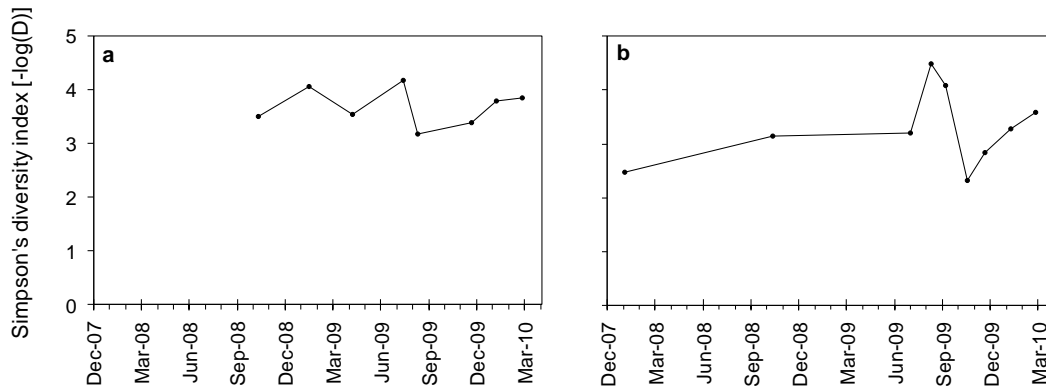 Simpson's diversity index [-log(D)]
5
4
3
2
1
0
a
Dec-07
Mar-08
Jun-08
Sep-08
Dec-08
Mar-09
Jun-09
Sep-09
Dec-09
Mar-10
b
Dec-07
Mar-08
Jun-08
Sep-08
Dec-08
Mar-09
Jun-09
Sep-09
Dec-09
Mar-10